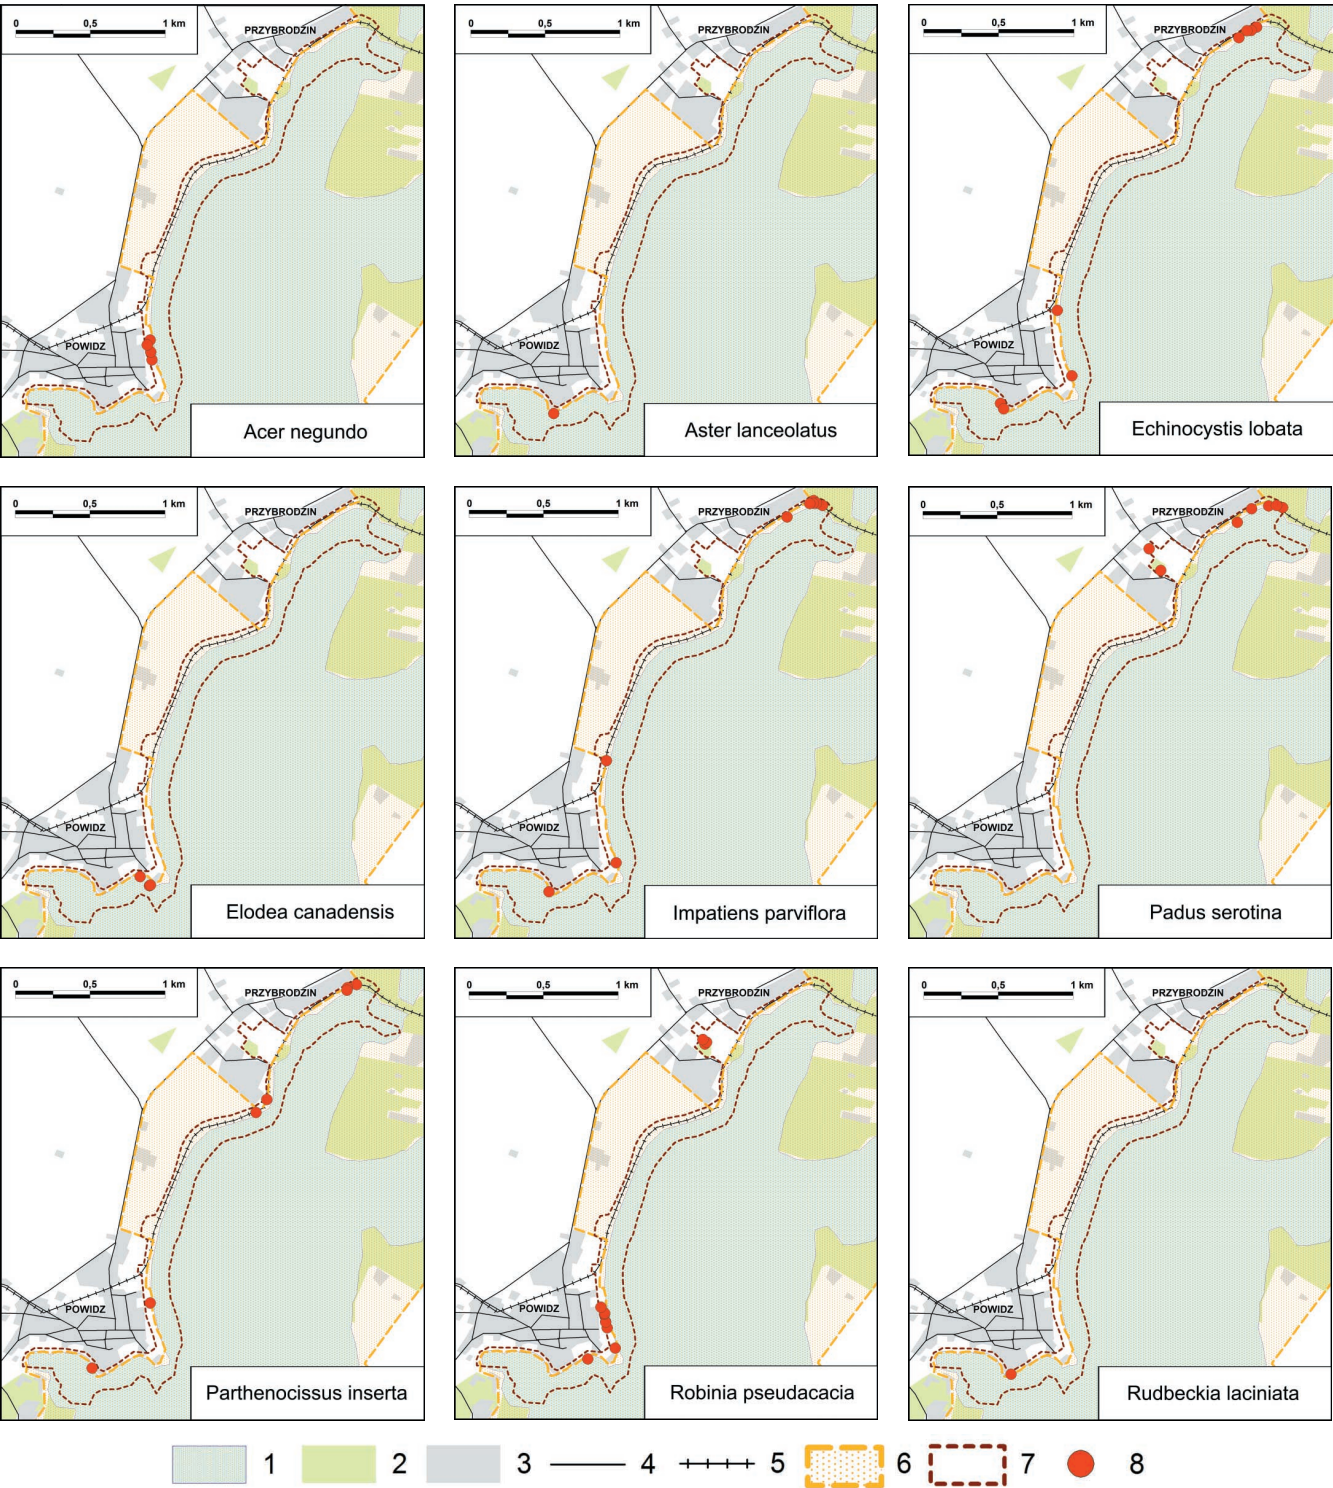 0 0,5 1 km
PRZYBRODZIN
POWIDZ
Acer negundo
0 0,5 1 km
PRZYBRODZIN
POWIDZ
Aster lanceolatus
0 0,5 1 km
PRZYBRODZIN
POWIDZ
Echinocystis lobata
0 0,5 1 km
PRZYBRODZIN
POWIDZ
Elodea canadensis
0 0,5 1 km
PRZYBRODZIN
POWIDZ
Impatiens parviflora
0 0,5 1 km
PRZYBRODZIN
POWIDZ
Padus serotina
0 0,5 1 km
PRZYBRODZIN
POWIDZ
Parthenocissus inserta
0 0,5 1 km
PRZYBRODZIN
POWIDZ
Robinia pseudacacia
0 0,5 1 km
PRZYBRODZIN
POWIDZ
Rudbeckia laciniata
1 2 3 4 5 6 7 8